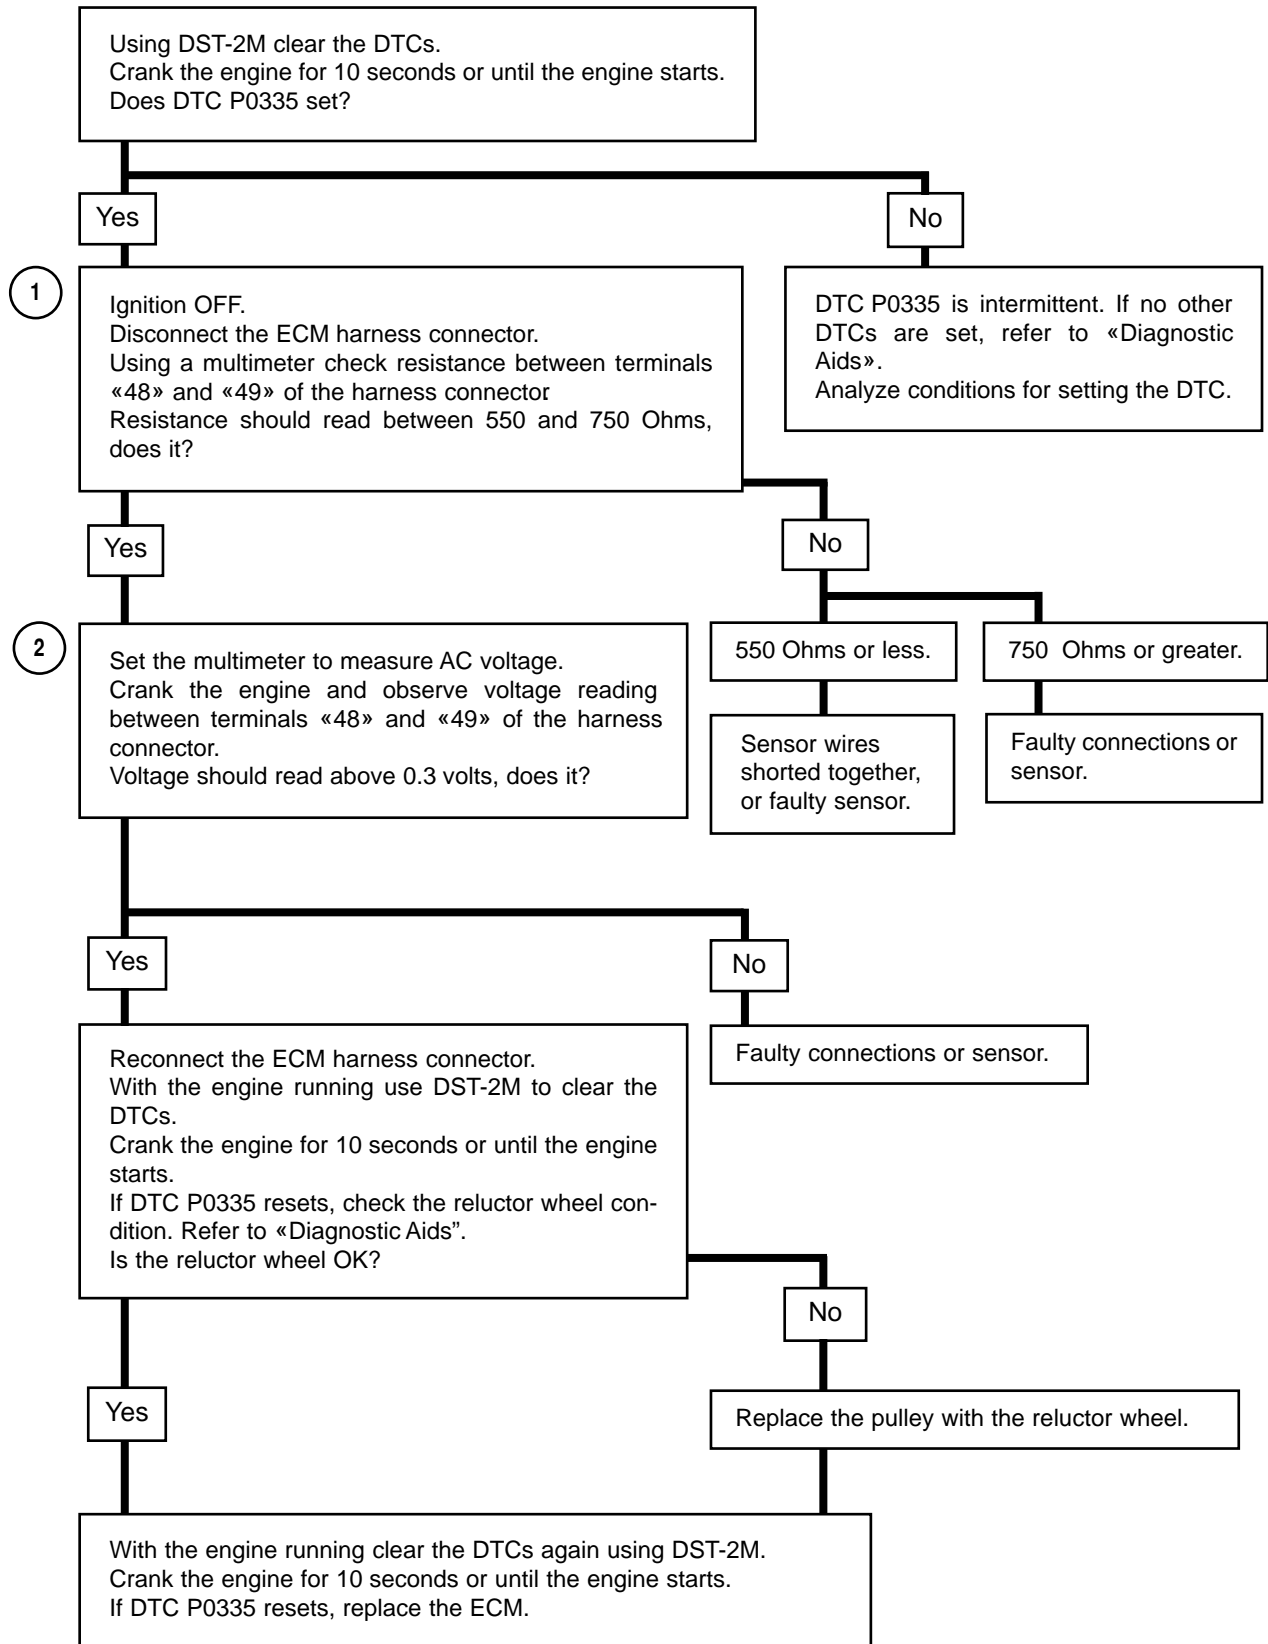 Using DST-2M clear the DTCs.
Crank the engine for 10 seconds or until the engine starts.
Does DTC P0335 set?
Yes
No
1
Ignition OFF.
Disconnect the ECM harness connector.
Using a multimeter check resistance between terminals
«48» and «49» of the harness connector.
Resistance should read between 550 and 750 Ohms,
does it?
DTC P0335 is intermittent. If no other
DTCs are set, refer to «Diagnostic
Aids».
Analyze conditions for setting the DTC.
Yes
No
2
Set the multimeter to measure AC voltage.
Crank the engine and observe voltage reading
between terminals «48» and «49» of the harness
connector.
Voltage should read above 0.3 volts, does it?
550 Ohms or less.
750 Ohms or greater.
Sensor wires
shorted together,
or faulty sensor.
Faulty connections or
sensor.
Yes
No
Reconnect the ECM harness connector.
With the engine running use DST-2M to clear the
DTCs.
Crank the engine for 10 seconds or until the engine
starts.
If DTC P0335 resets, check the reluctor wheel con-
dition. Refer to «Diagnostic Aids”.
Is the reluctor wheel OK?
Faulty connections or sensor.
No
Yes
Replace the pulley with the reluctor wheel.
With the engine running clear the DTCs again using DST-2M.
Crank the engine for 10 seconds or until the engine starts.
If DTC P0335 resets, replace the ECM.